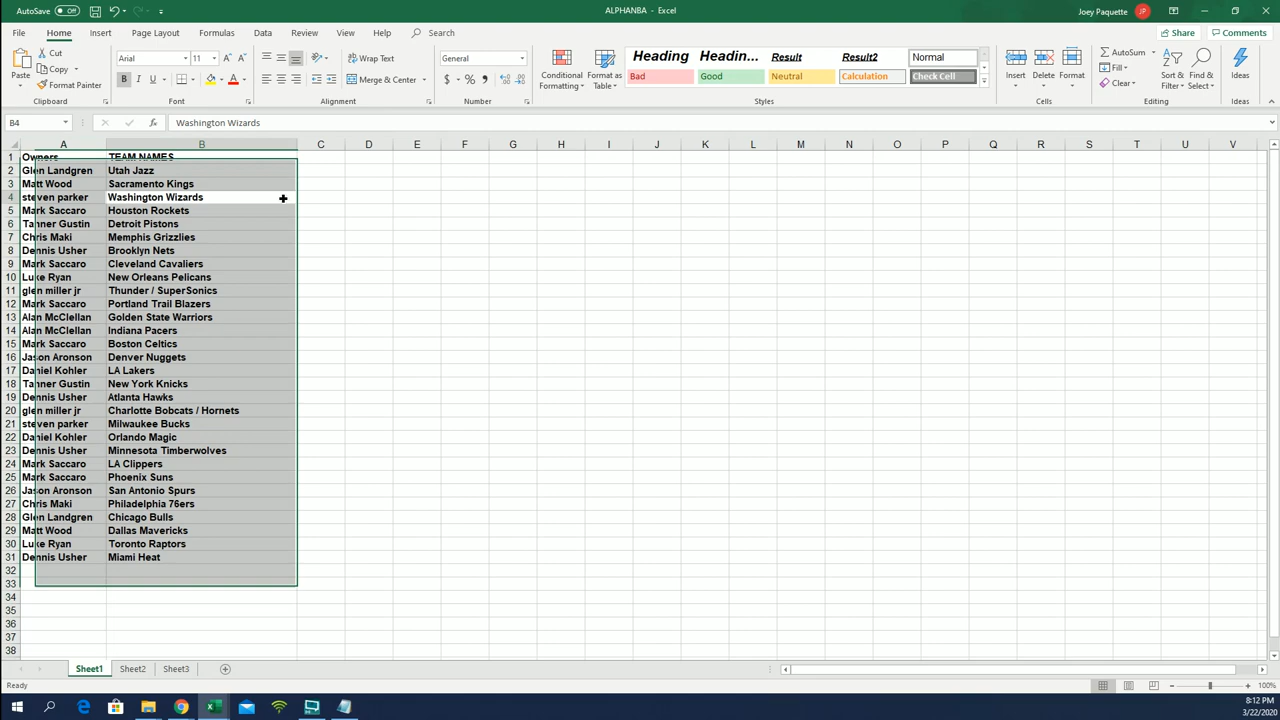 AutoSave Off ALPHANBA - Excel Joey Paquette JP
File Home Insert Page Layout Formulas Data Review View Help Search Share Comments
Paste Cut Copy Format Painter Clipboard
Arial 11 A A B I U A Font
Wrap Text Merge & Center Alignment
General $ % Number
Conditional Formatting Format as Table
Heading Headin... Result Result2 Normal
Bad Good Neutral Calculation Check Cell
Styles
Insert Delete Format Cells
AutoSum Fill Clear Sort & Filter Find & Select Editing
Ideas Ideas
B4 fx Washington Wizards
A B C D E F G H I J K L M N O P Q R S T U V W
1 Owners TEAM NAMES
2 Glen Landgren Utah Jazz
3 Matt Wood Sacramento Kings
4 steven parker Washington Wizards
5 Mark Saccaro Houston Rockets
6 Tanner Gustin Detroit Pistons
7 Chris Maki Memphis Grizzlies
8 Dennis Usher Brooklyn Nets
9 Mark Saccaro Cleveland Cavaliers
10 Luke Ryan New Orleans Pelicans
11 glen miller jr Thunder / SuperSonics
12 Mark Saccaro Portland Trail Blazers
13 Alan McClellan Golden State Warriors
14 Alan McClellan Indiana Pacers
15 Mark Saccaro Boston Celtics
16 Jason Aronson Denver Nuggets
17 Daniel Kohler LA Lakers
18 Tanner Gustin New York Knicks
19 Dennis Usher Atlanta Hawks
20 glen miller jr Charlotte Bobcats / Hornets
21 steven parker Milwaukee Bucks
22 Daniel Kohler Orlando Magic
23 Dennis Usher Minnesota Timberwolves
24 Mark Saccaro LA Clippers
25 Mark Saccaro Phoenix Suns
26 Jason Aronson San Antonio Spurs
27 Chris Maki Philadelphia 76ers
28 Glen Landgren Chicago Bulls
29 Matt Wood Dallas Mavericks
30 Luke Ryan Toronto Raptors
31 Dennis Usher Miami Heat
32
33
34
35
36
37
38
Sheet1 Sheet2 Sheet3
Ready 100%
8:12 PM
3/22/2020